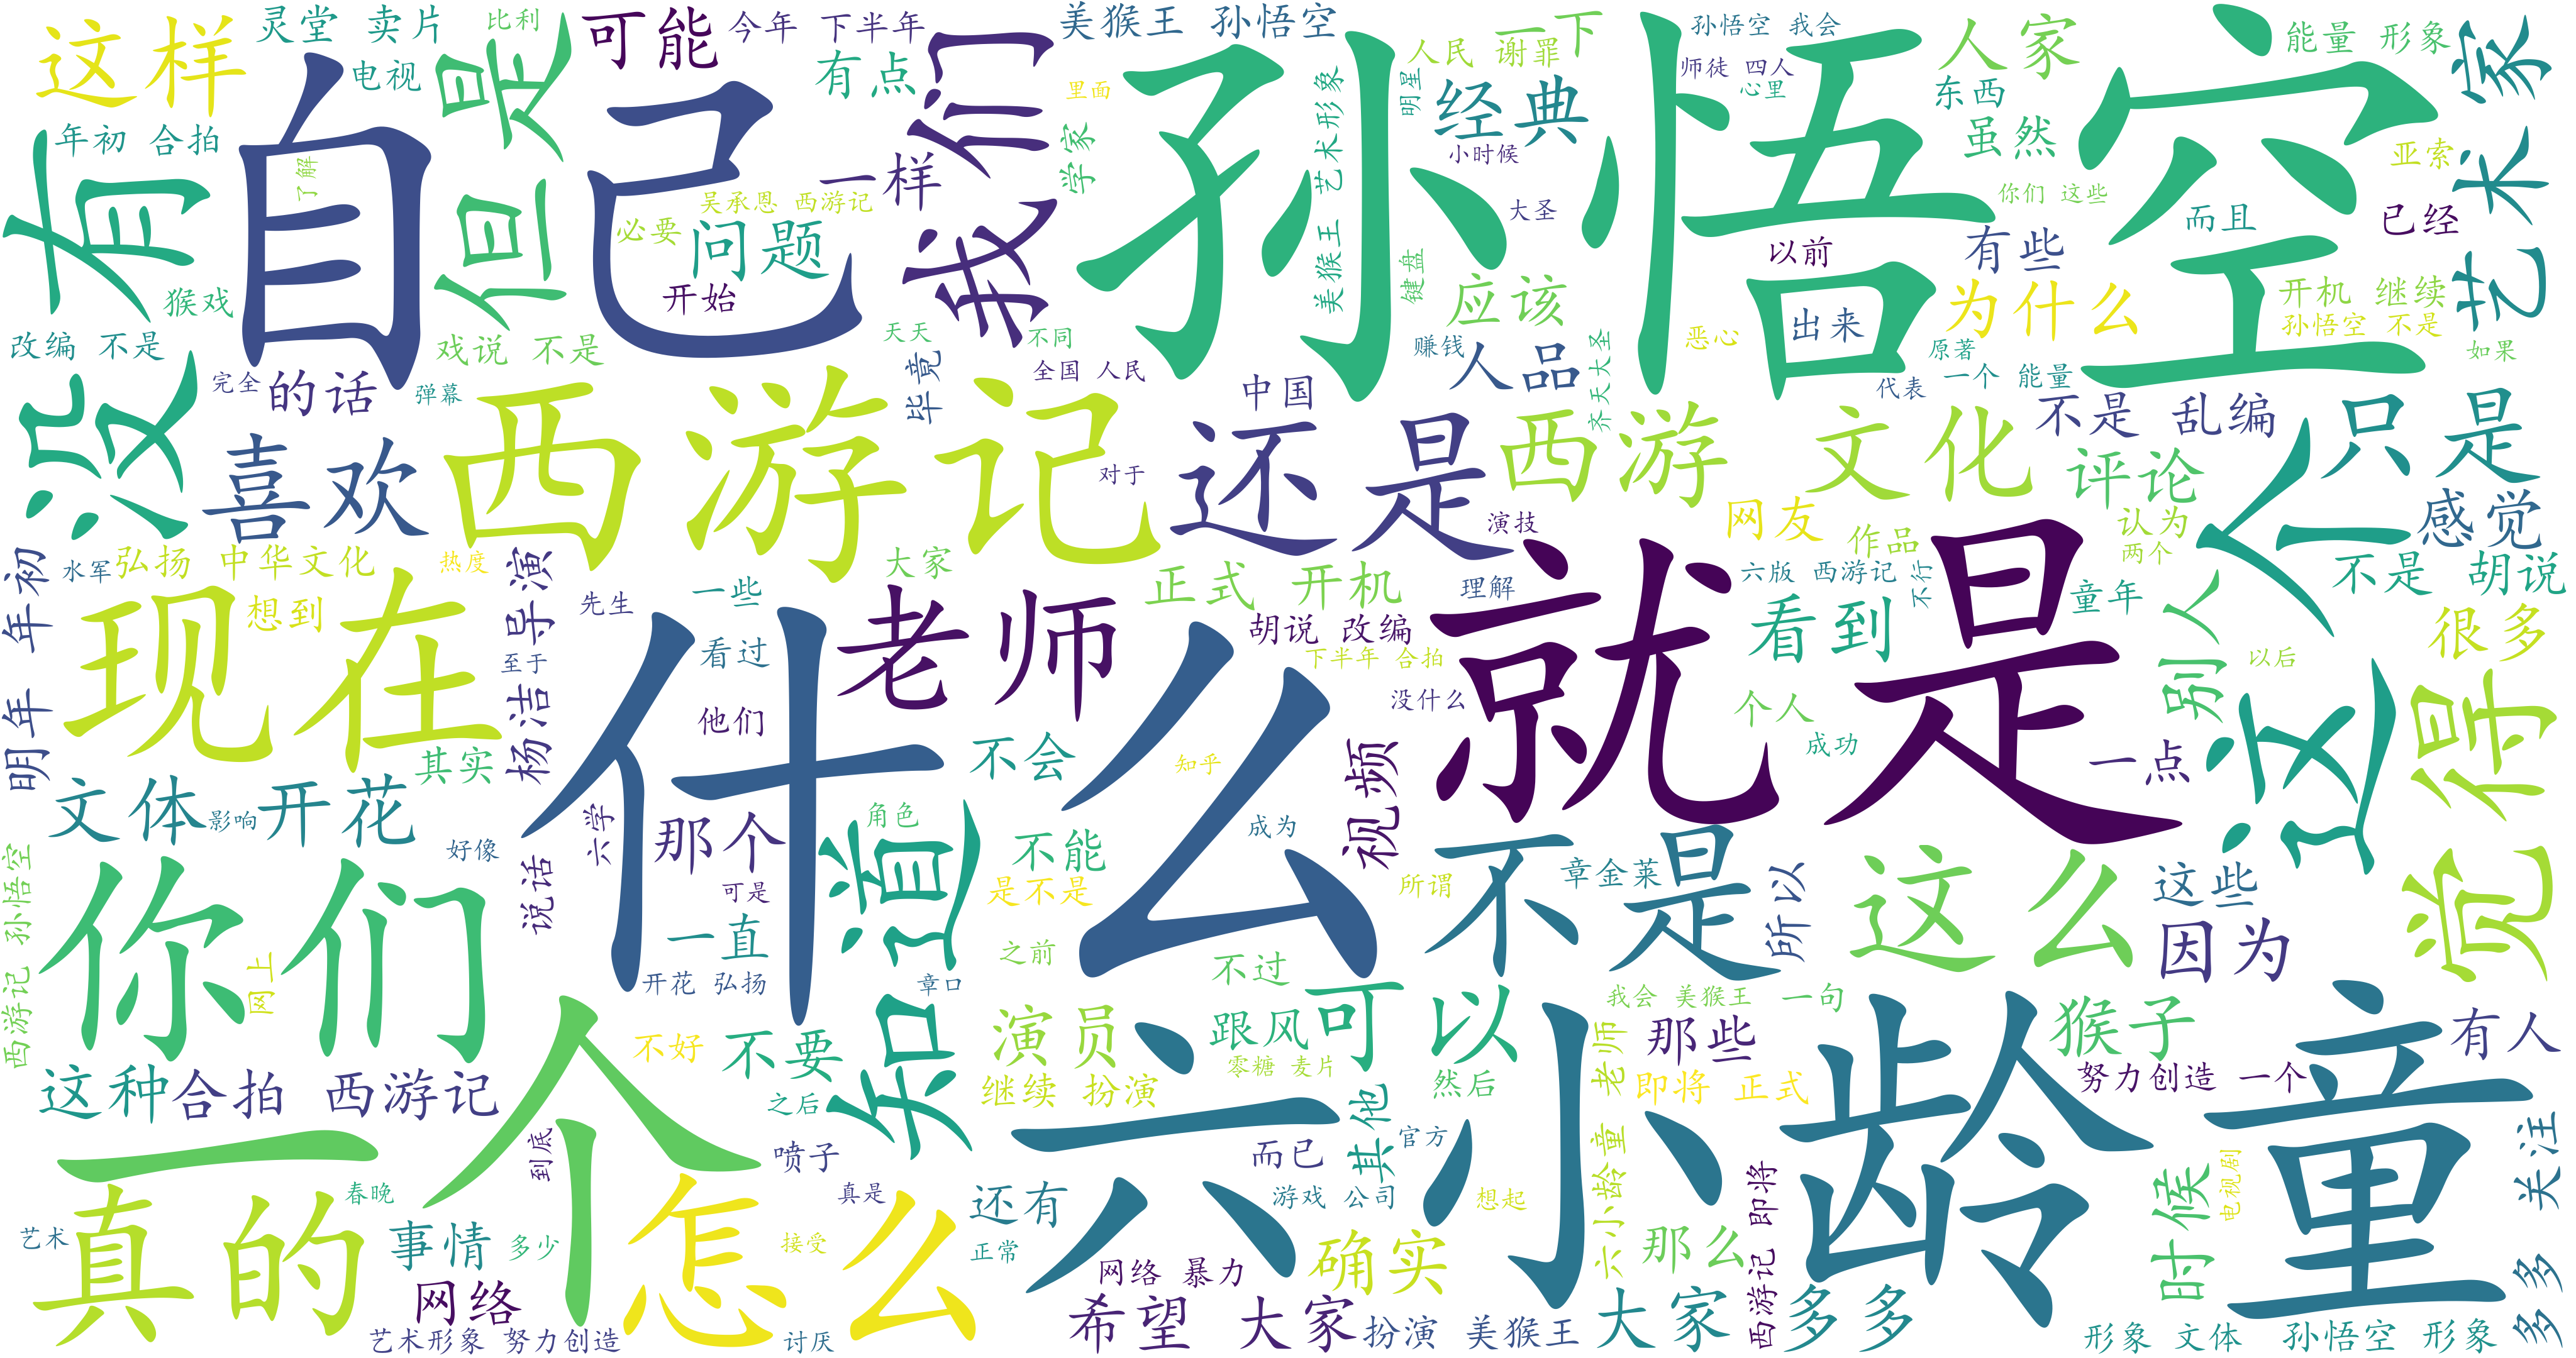 这样
灵堂 卖片
比利
可能
今年 下半年
美猴王 孙悟空
一下
孙悟空 我会
人家
能量 形象
艺术家
电视
但是
有点
我们
人民 谢罪
师徒 四人
心里
东西
虽然
自己
孙悟空
年初 合拍
没有
了解
一样
里面
学家
美猴王 艺术形象
明星
经典
小时候
亚索
吴承恩 西游记
必要
问题
开始
大圣
键盘
你们 这些
而且
已经
以前
有些
猴戏
改编 不是
戏说 不是
天天
不同
应该
出来
为什么
开机 继续
孙悟空 不是
如果
原著
恶心
赚钱
人品
全国 人民
毕竟
完全
的话
弹幕
中国
齐天大圣
代表
一个 能量
不是 乱编
只是
喜欢
西游记
对于
还是
西游 文化
评论
个人
感觉
演技
网友
作品
认为
两个
水军
弘扬 中华文化
热度
杨洁导演
大家
正式 开机
理解
六版 西游记
不行
童年
不是 胡说
明年 年初
想到
现在
先生
一些
老师
胡说 改编
就是
看到
别人
很多
至于
看过
什么
下半年 合拍
没什么
个人
以后
这个
觉得
他们
其实
知乎
不会
视频
成功
一点
文体 开花
影响
六学
角色
成为
好像
说话
那个
知道
不能
不是
章金莱
所以
这么
这些
因为
西游记 孙悟空
你们
网上
可是
是不是
所谓
一直
之前
不过
开花 弘扬
章口
我会 美猴王
一句
猴子
有人
一个
不好
不要
演员
跟风
可以
六小龄童 老师
那些
零糖 麦片
这种
合拍 西游记
之后
继续 扮演
其他
然后
即将 正式
努力创造 一个
六小龄童
官方
到底
喷子
而已
真的
春晚
怎么
真是
还有
游戏 公司
想起
西游记 即将
时候
电视剧
多多 关注
艺术
事情
多少
接受
正常
确实
那么
网络
网络 暴力
艺术形象 努力创造
讨厌
希望 大家
扮演 美猴王
大家 多多
形象 文体
孙悟空 形象